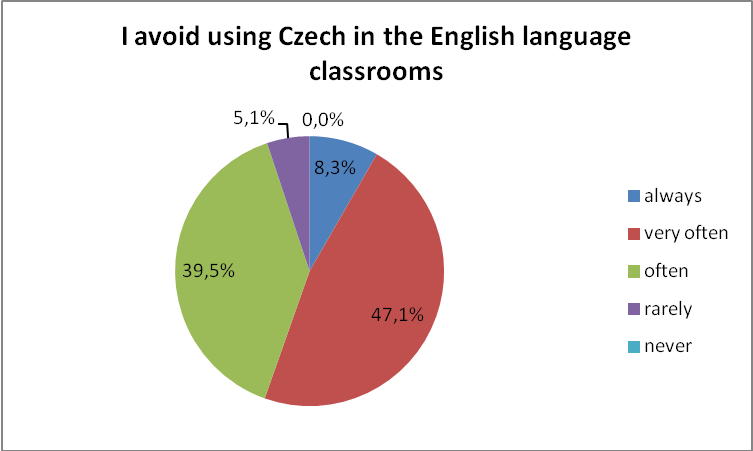 I avoid using Czech in the English language
classrooms
5,1%
0,0%
8,3%
39,5%
47,1%
always
very often
often
rarely
never